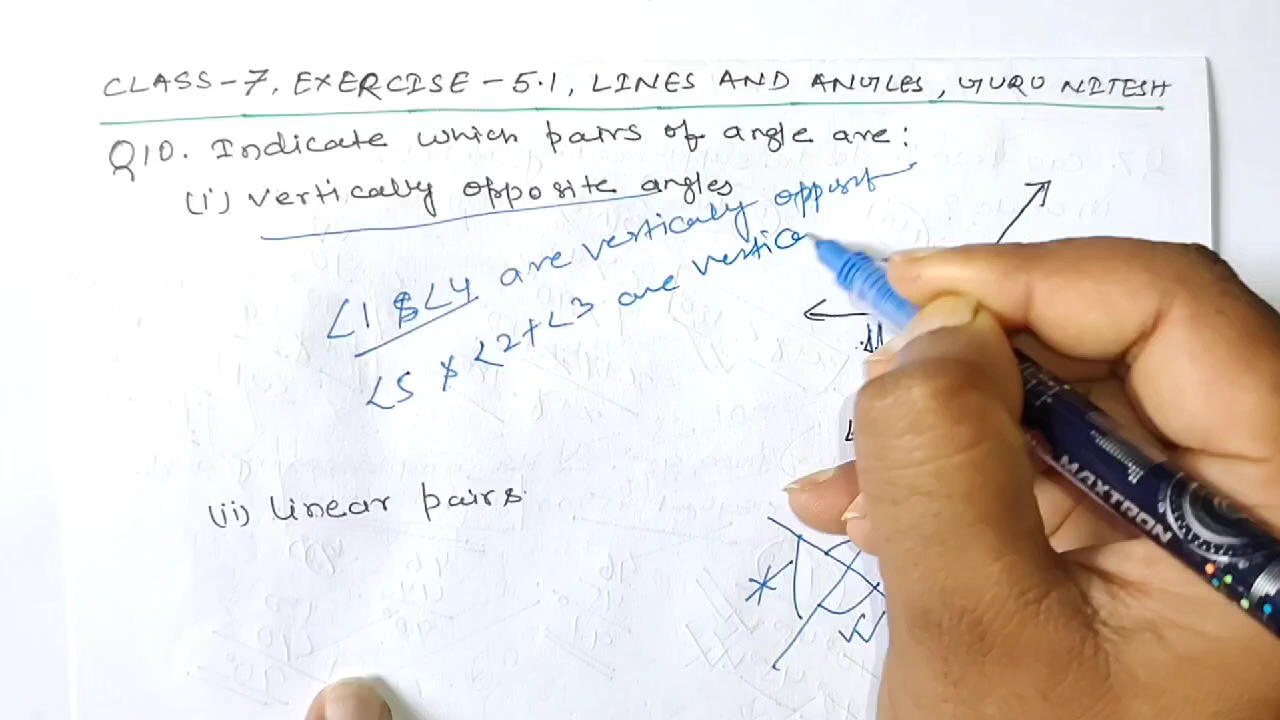 CLASS-7, EXERCISE-5.1, LINES AND ANGLES, GURU NITESH
Q10. Indicate which pairs of angle are:
(i) vertically opposite angles
∠1 & ∠4 are vertically opposit
∠5 & ∠2+∠3 are vertica
(ii) Linear pairs.
MAXTRON